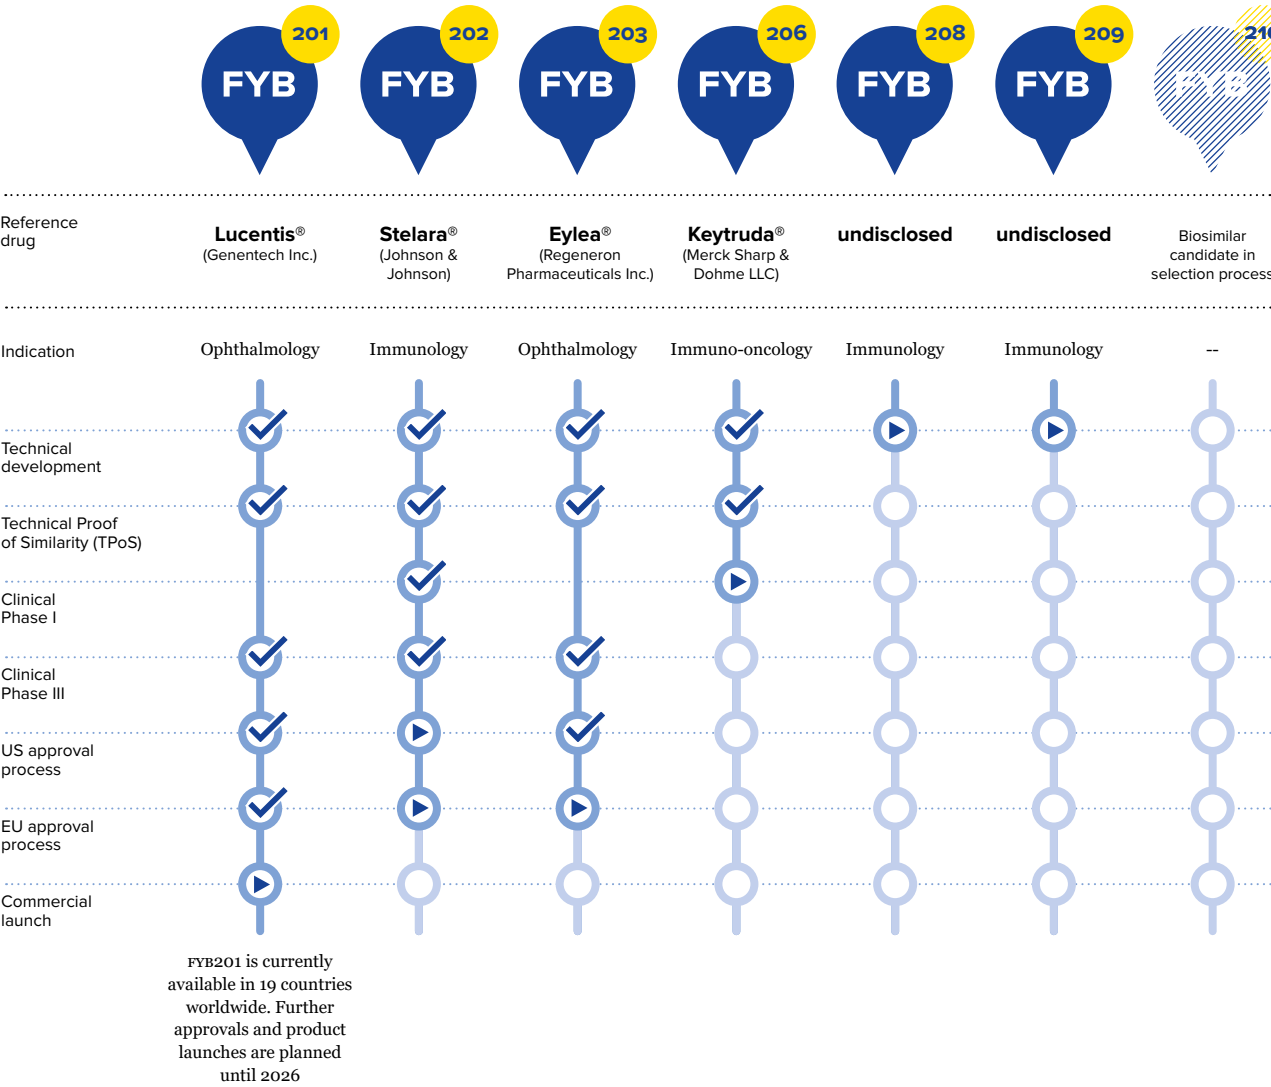 201
202
203
206
208
209
FYB
FYB
FYB
FYB
FYB
FYB
FYB
Reference
drug
Lucentis®
(Genentech Inc.)
Stelara®
(Johnson &
Johnson)
Eylea®
(Regeneron
Pharmaceuticals Inc.)
Keytruda®
(Merck Sharp &
Dohme LLC)
undisclosed
undisclosed
Biosimilar
candidate in
selection process
Indication
Ophthalmology
Immunology
Ophthalmology
Immuno-oncology
Immunology
Immunology
--
Technical
development
Technical Proof
of Similarity (TPoS)
Clinical
Phase I
Clinical
Phase III
US approval
process
EU approval
process
Commercial
launch
FYB201 is currently
available in 19 countries
worldwide. Further
approvals and product
launches are planned
until 2026